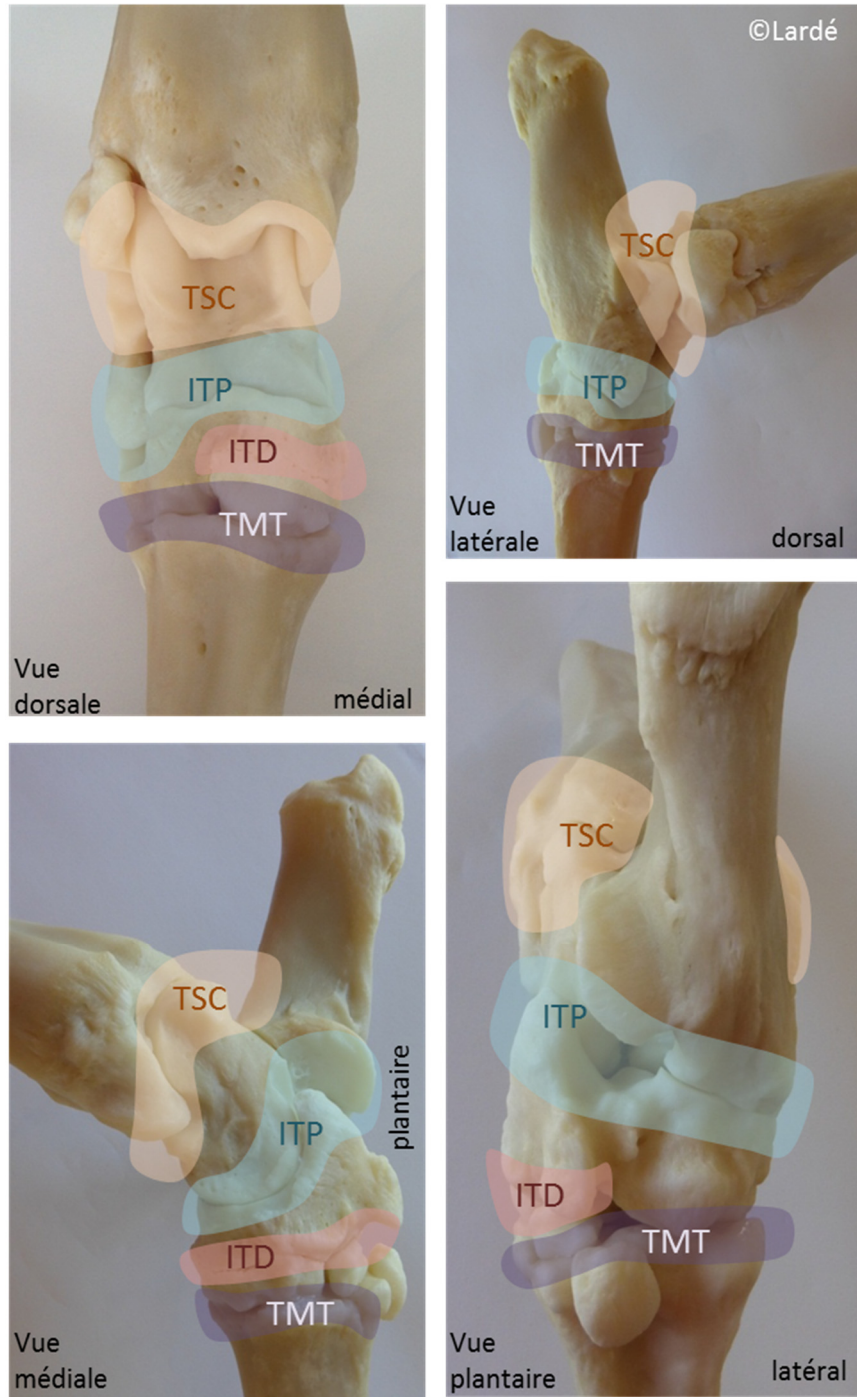 TSC
ITP
ITD
TMT
Vue
dorsale
médial
©Lardé
TSC
ITP
TMT
Vue
latérale
dorsal
TSC
ITP
plantaire
ITD
TMT
Vue
médiale
TSC
ITP
ITD
TMT
Vue
plantaire
latéral